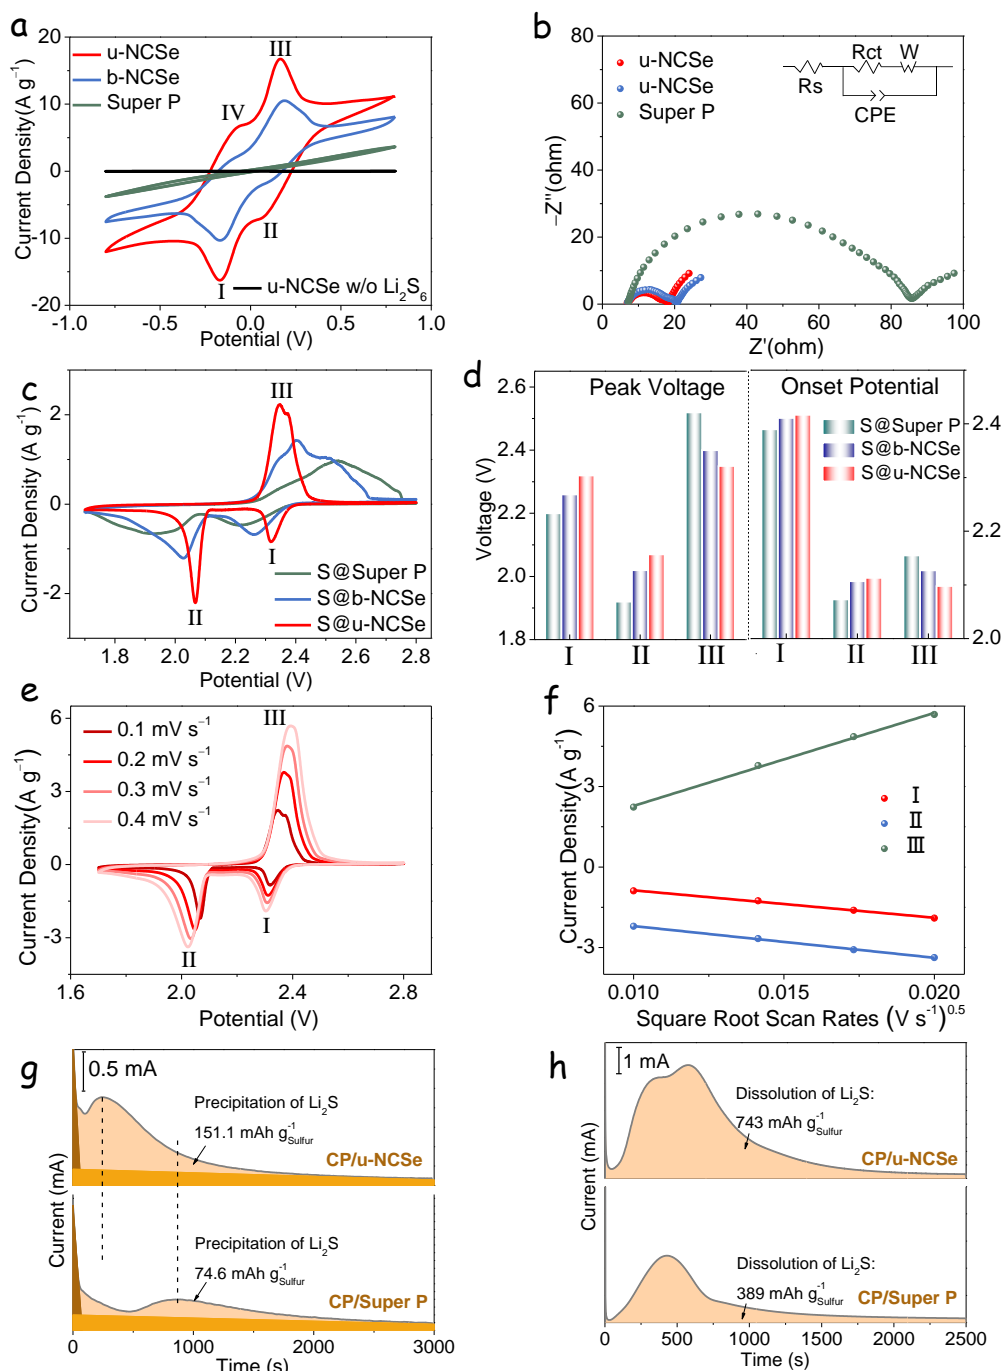 a
u-NCSe
b-NCSe
Super P
III
IV
II
I
u-NCSe w/o Li₂S₆
Current Density(A g⁻¹)
20
10
0
-10
-20
-1.0
-0.5
0.0
0.5
1.0
Potential (V)
b
u-NCSe
u-NCSe
Super P
Rct
W
Rs
CPE
-Z''(ohm)
80
60
40
20
0
0
20
40
60
80
100
Z'(ohm)
c
III
I
II
S@Super P
S@b-NCSe
S@u-NCSe
Current Density (A g⁻¹)
2
0
-2
1.8
2.0
2.2
2.4
2.6
2.8
Potential (V)
d
Peak Voltage
Onset Potential
S@Super P
S@b-NCSe
S@u-NCSe
Voltage (V)
2.6
2.4
2.2
2.0
1.8
2.4
2.2
2.0
I
II
III
I
II
III
e
0.1 mV s⁻¹
0.2 mV s⁻¹
0.3 mV s⁻¹
0.4 mV s⁻¹
III
I
II
Current Density(A g⁻¹)
6
3
0
-3
1.6
2.0
2.4
2.8
Potential (V)
f
I
II
III
Current Density(A g⁻¹)
6
3
0
-3
0.010
0.015
0.020
Square Root Scan Rates (V s⁻¹)^0.5
g
0.5 mA
Precipitation of Li₂S
151.1 mAh g⁻¹Sulfur
CP/u-NCSe
Precipitation of Li₂S
74.6 mAh g⁻¹Sulfur
CP/Super P
Current (mA)
0
1000
2000
3000
Time (s)
h
1 mA
Dissolution of Li₂S:
743 mAh g⁻¹Sulfur
CP/u-NCSe
Dissolution of Li₂S:
389 mAh g⁻¹Sulfur
CP/Super P
Current (mA)
0
500
1000
1500
2000
2500
Time (s)